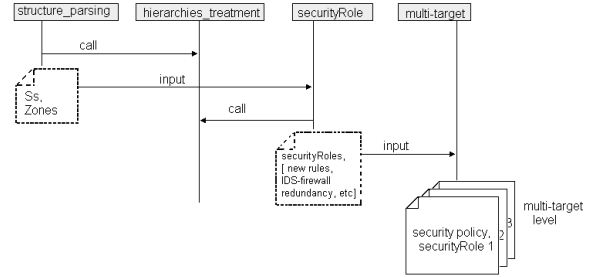 structure_parsing
hierarchies_treatment
securityRole
multi-target
call
input
Ss,
Zones
call
input
securityRoles,
[ new rules,
IDS-firewall
redundancy, etc]
multi-target
level
3
2
security policy,
securityRole 1